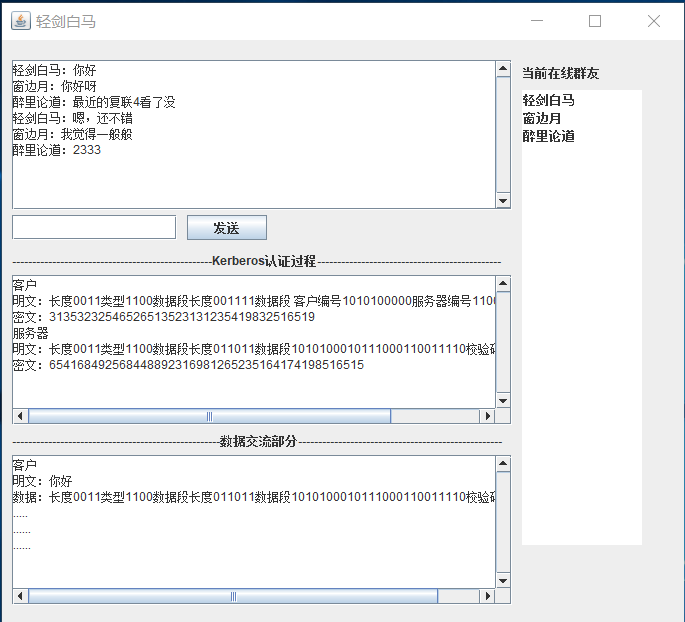 轻剑白马
轻剑白马：你好
窗边月：你好呀
醉里论道：最近的复联4看了没
轻剑白马：嗯，还不错
窗边月：我觉得一般般
醉里论道：2333
当前在线群友
轻剑白马
窗边月
醉里论道
发送
--------------------------------------------------Kerberos认证过程----------------------------------------------
客户
明文：长度0011类型1100数据段长度001111数据段 客户编号1010100000服务器编号1100
密文：31353232546526513523131235419832516519
服务器
明文：长度0011类型1100数据段长度011011数据段1010100010111000110011110校验
密文：654168492568448892316981265235164174198516515
----------------------------------------------------数据交流部分---------------------------------------------------
客户
明文：你好
数据：长度0011类型1100数据段长度011011数据段1010100010111000110011110校验
.....
......
......